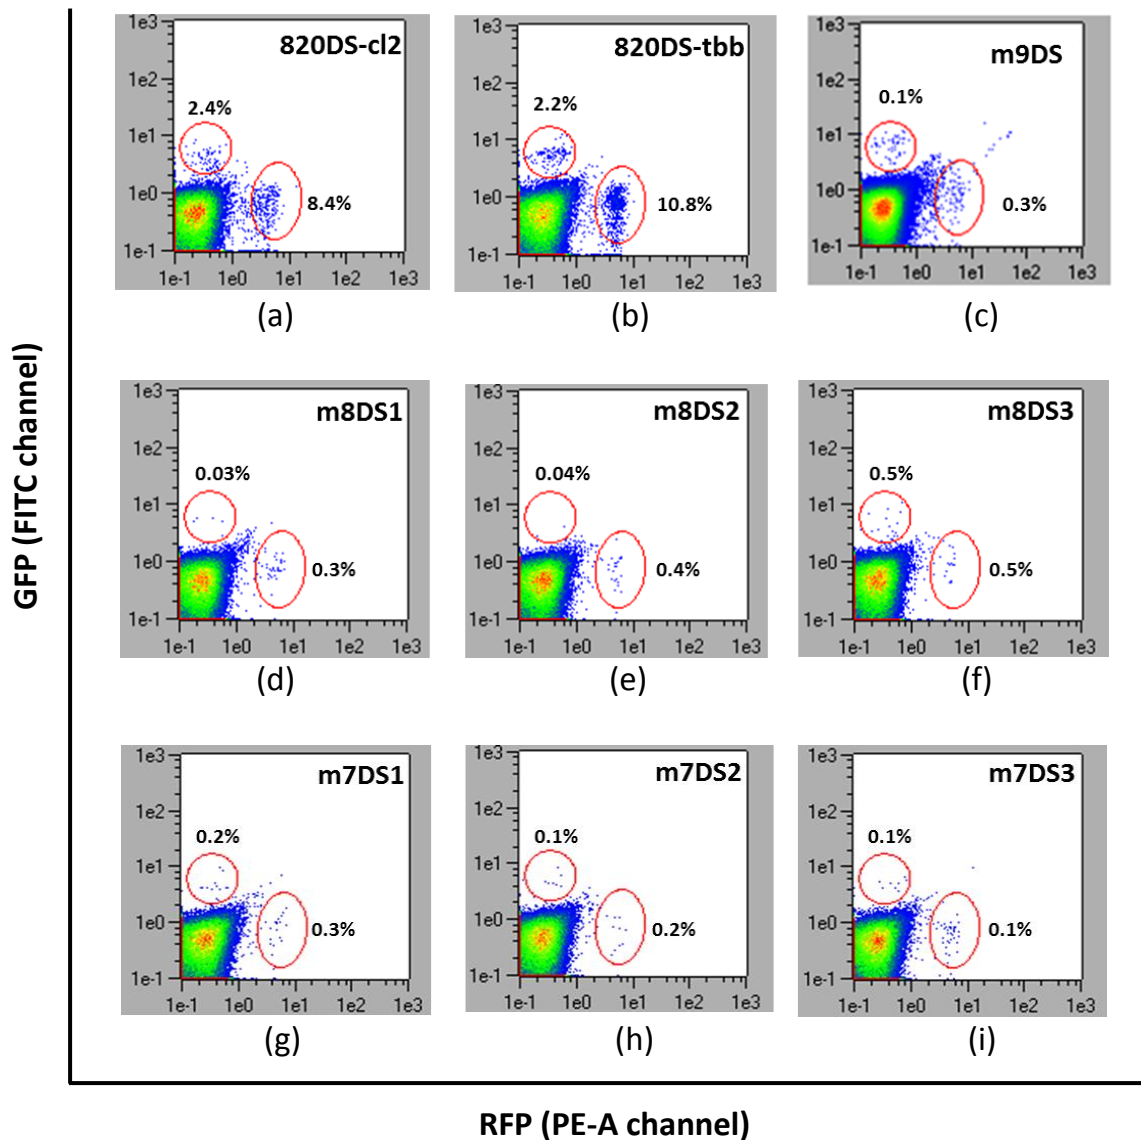 GFP (FITC channel)
820DS-cl2
1e3
1e2
1e1
1e0
1e-1
2.4%
8.4%
1e-1 1e0 1e1 1e2 1e3
(a)
820DS-tbb
1e3
1e2
1e1
1e0
1e-1
2.2%
10.8%
1e-1 1e0 1e1 1e2 1e3
(b)
m9DS
1e3
1e2
1e1
1e0
1e-1
0.1%
0.3%
1e-1 1e0 1e1 1e2 1e3
(c)
m8DS1
1e3
1e2
1e1
1e0
1e-1
0.03%
0.3%
1e-1 1e0 1e1 1e2 1e3
(d)
m8DS2
1e3
1e2
1e1
1e0
1e-1
0.04%
0.4%
1e-1 1e0 1e1 1e2 1e3
(e)
m8DS3
1e3
1e2
1e1
1e0
1e-1
0.5%
0.5%
1e-1 1e0 1e1 1e2 1e3
(f)
m7DS1
1e3
1e2
1e1
1e0
1e-1
0.2%
0.3%
1e-1 1e0 1e1 1e2 1e3
(g)
m7DS2
1e3
1e2
1e1
1e0
1e-1
0.1%
0.2%
1e-1 1e0 1e1 1e2 1e3
(h)
m7DS3
1e3
1e2
1e1
1e0
1e-1
0.1%
0.1%
1e-1 1e0 1e1 1e2 1e3
(i)
RFP (PE-A channel)